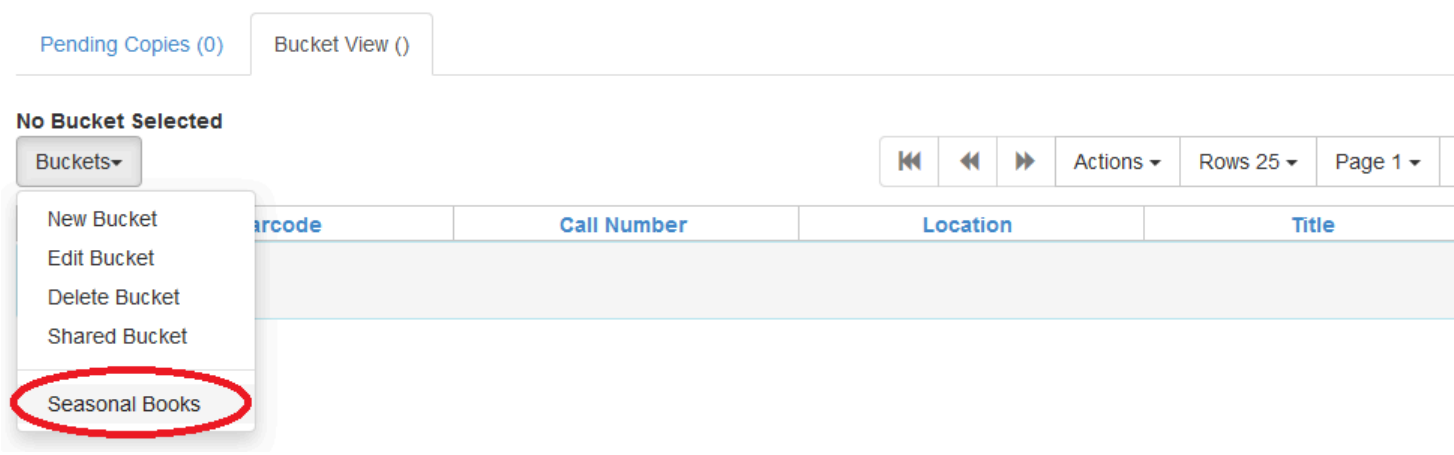 Pending Copies (0) Bucket View ()
No Bucket Selected
Buckets Actions Rows 25 Page 1
New Bucket
arcode Call Number Location Title
Edit Bucket
Delete Bucket
Shared Bucket
Seasonal Books